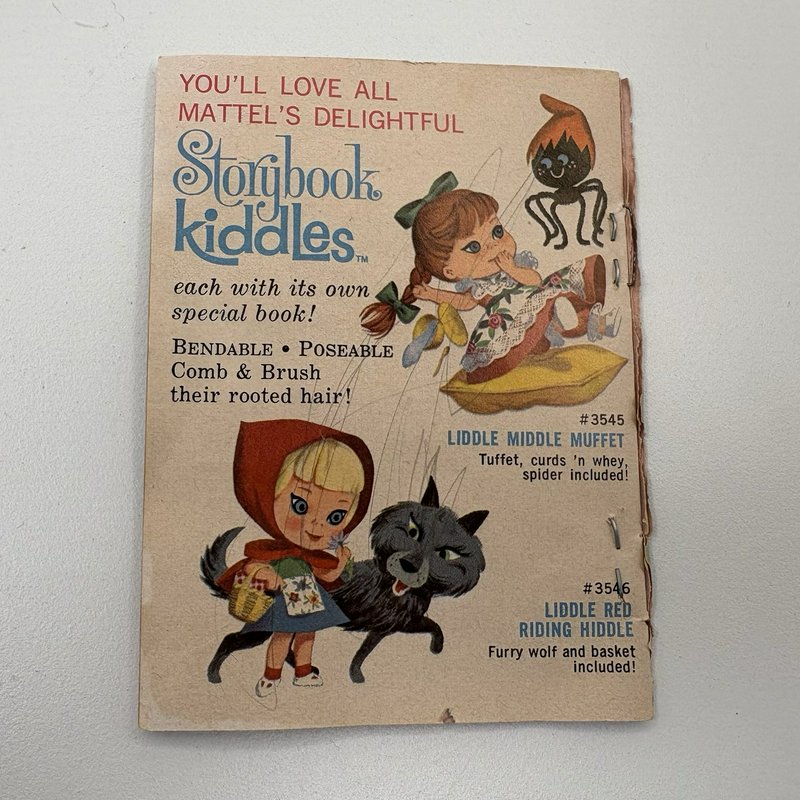 YOU'LL LOVE ALL
MATTEL'S DELIGHTFUL
Storybook
kiddles™
each with its own
special book!
BENDABLE • POSEABLE
Comb & Brush
their rooted hair!
#3545
LIDDLE MIDDLE MUFFET
Tuffet, curds 'n whey,
spider included!
#3546
LIDDLE RED
RIDING HIDDLE
Furry wolf and basket
included!